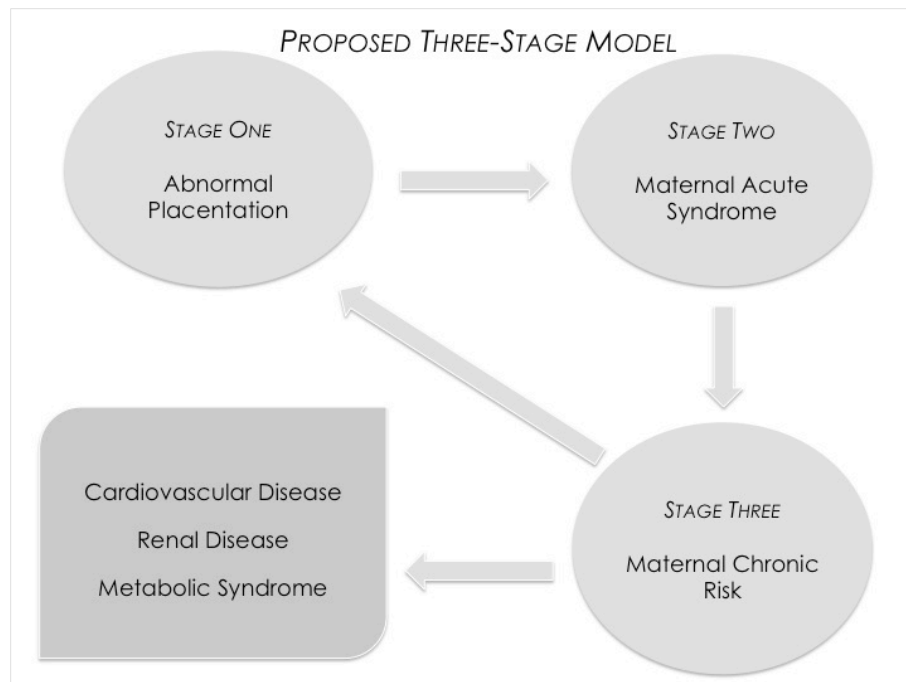 PROPOSED THREE-STAGE MODEL
STAGE ONE
Abnormal
Placentation
STAGE TWO
Maternal Acute
Syndrome
STAGE THREE
Maternal Chronic
Risk
Cardiovascular Disease
Renal Disease
Metabolic Syndrome